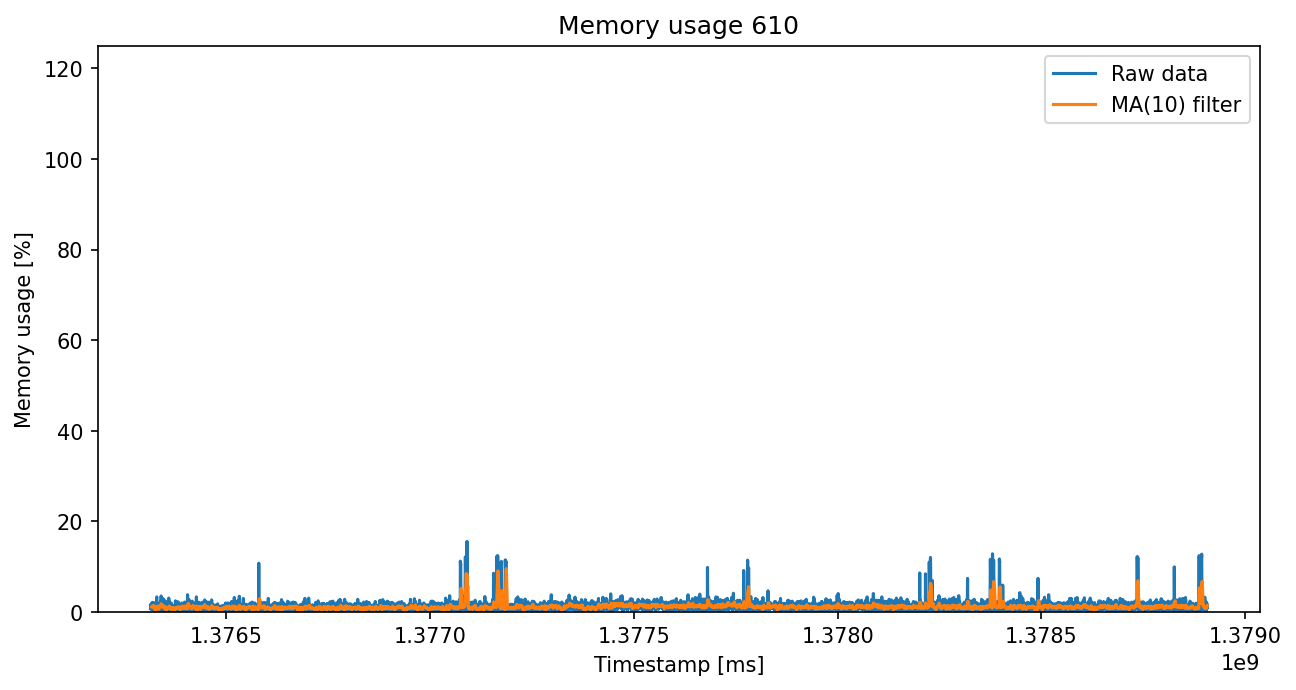 Memory usage 610
Raw data
MA(10) filter
Memory usage [%]
120
100
80
60
40
20
0
1.3765 1.3770 1.3775 1.3780 1.3785 1.3790
1e9
Timestamp [ms]